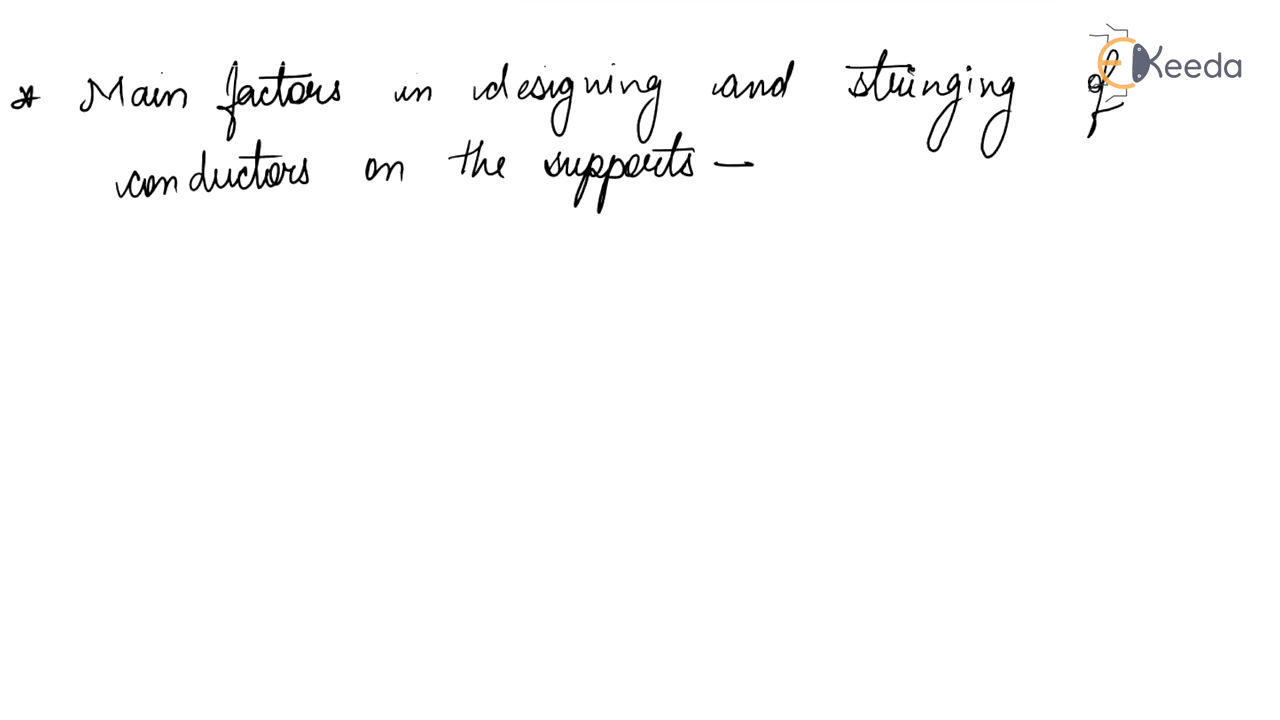 * Main factors in designing and stringing of
conductors on the supports —
eKeeda